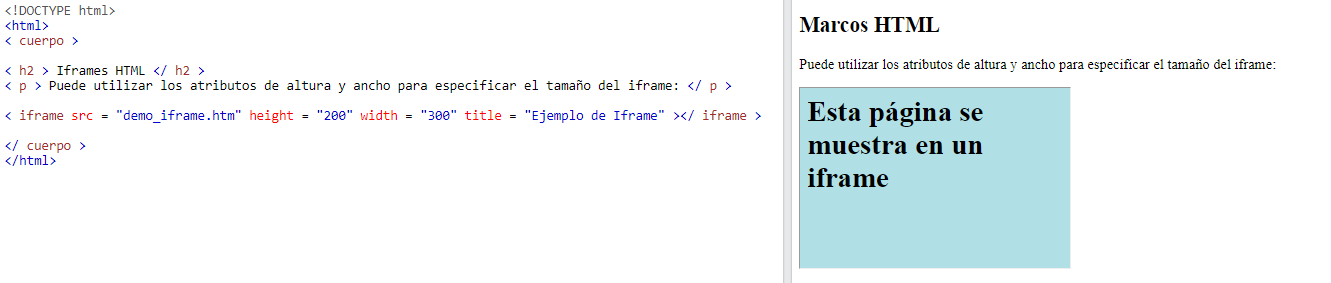 <!DOCTYPE html>
<html>
< cuerpo >
< h2 > Iframes HTML </ h2 >
< p > Puede utilizar los atributos de altura y ancho para especificar el tamaño del iframe: </ p >
< iframe src = "demo_iframe.htm" height = "200" width = "300" title = "Ejemplo de Iframe" ></ iframe >
</ cuerpo >
</html>
Marcos HTML
Puede utilizar los atributos de altura y ancho para especificar el tamaño del iframe:
Esta página se
muestra en un
iframe